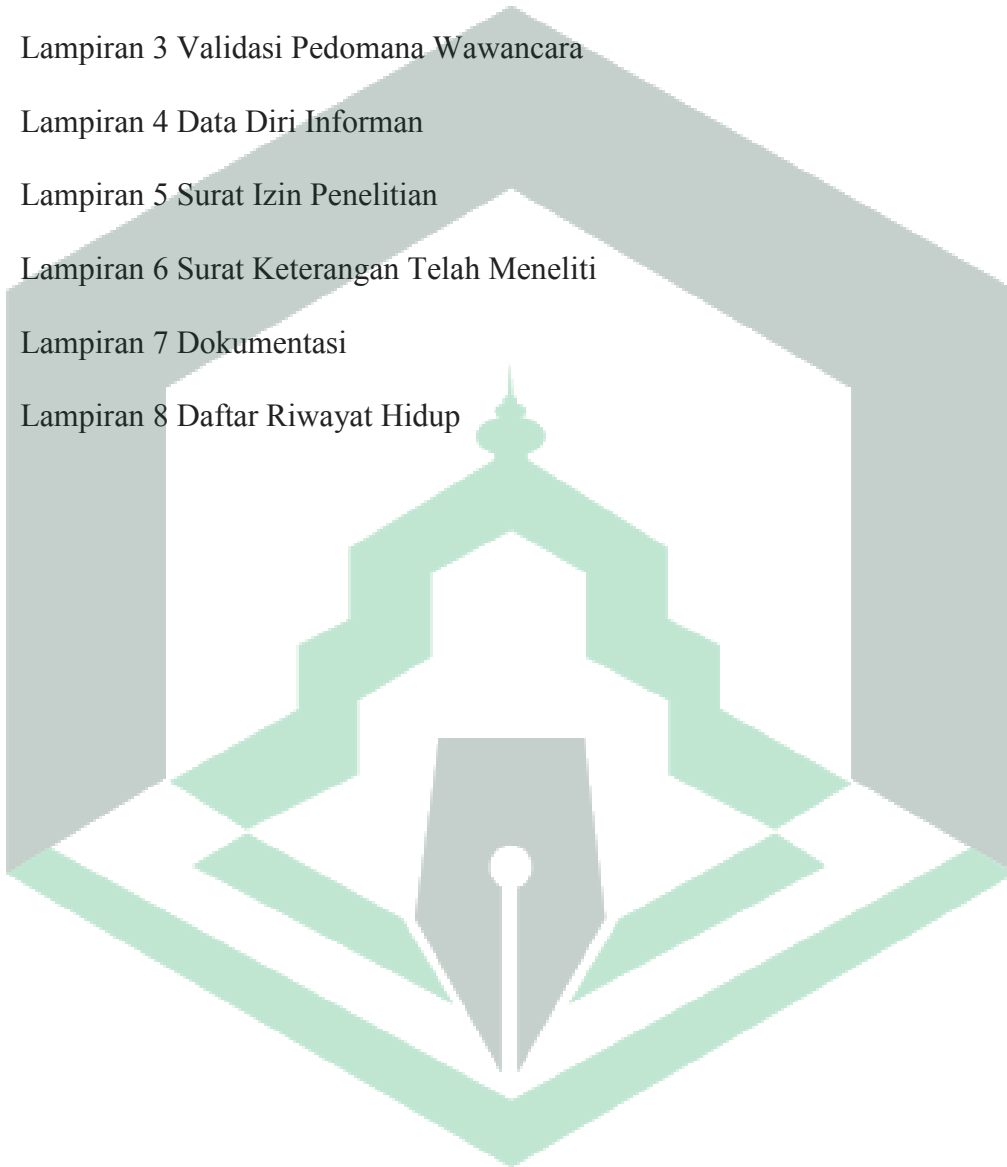 Lampiran 3 Validasi Pedomana Wawancara
Lampiran 4 Data Diri Informan
Lampiran 5 Surat Izin Penelitian
Lampiran 6 Surat Keterangan Telah Meneliti
Lampiran 7 Dokumentasi
Lampiran 8 Daftar Riwayat Hidup